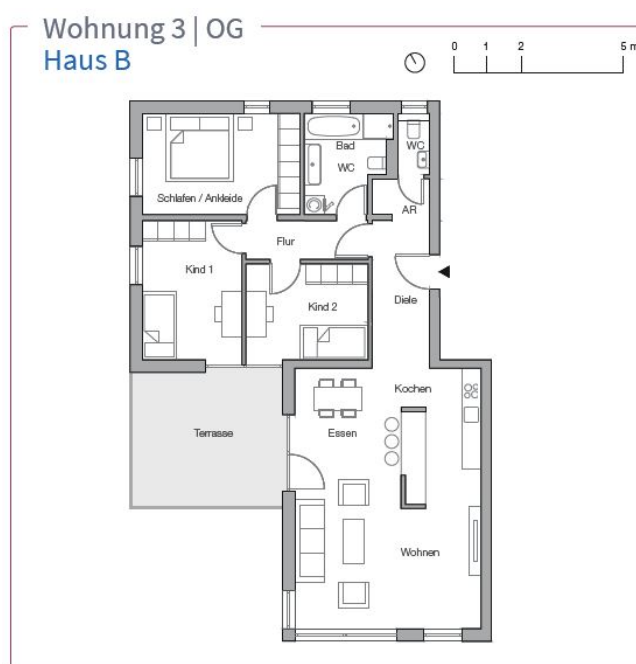 Wohnung 3 | OG
Haus B
0 1 2 5 m
Bad
WC
WC
Schlafen / Ankleide
AR
Flur
Kind 1
Kind 2
Diele
Kochen
Terrasse
Essen
Wohnen